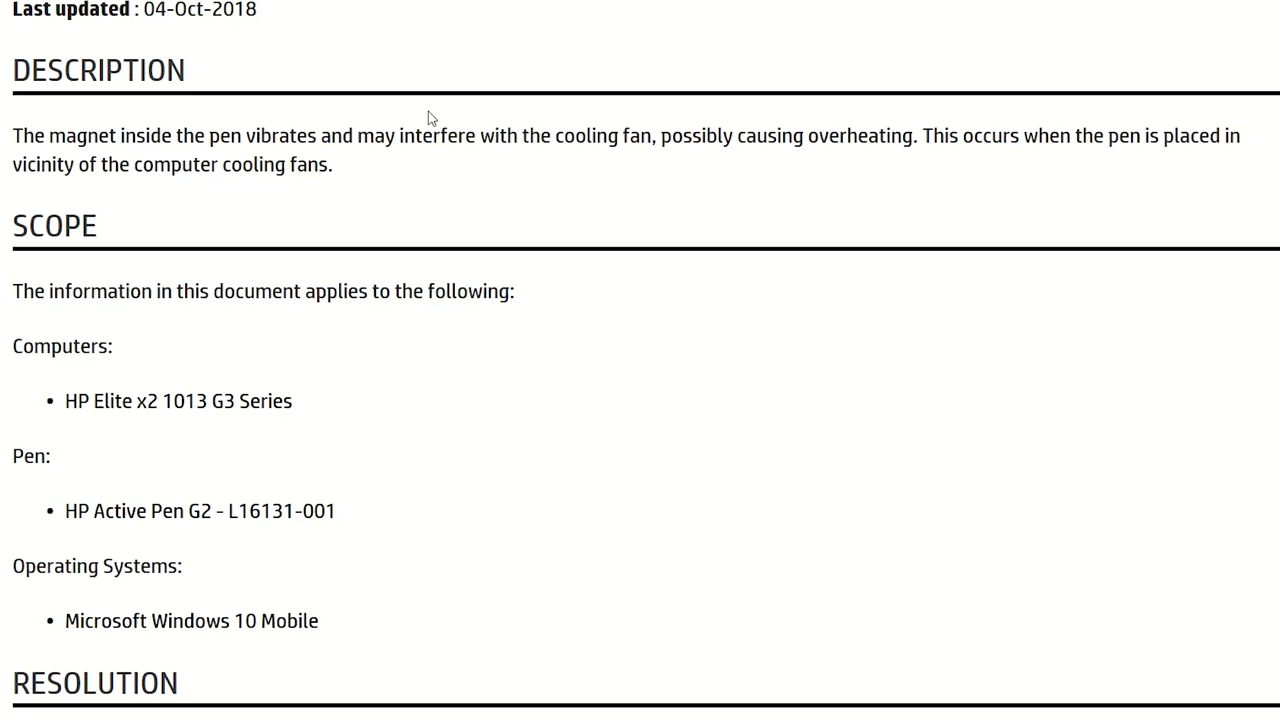 Last updated : 04-Oct-2018
DESCRIPTION
The magnet inside the pen vibrates and may interfere with the cooling fan, possibly causing overheating. This occurs when the pen is placed in
vicinity of the computer cooling fans.
SCOPE
The information in this document applies to the following:
Computers:
• HP Elite x2 1013 G3 Series
Pen:
• HP Active Pen G2 - L16131-001
Operating Systems:
• Microsoft Windows 10 Mobile
RESOLUTION